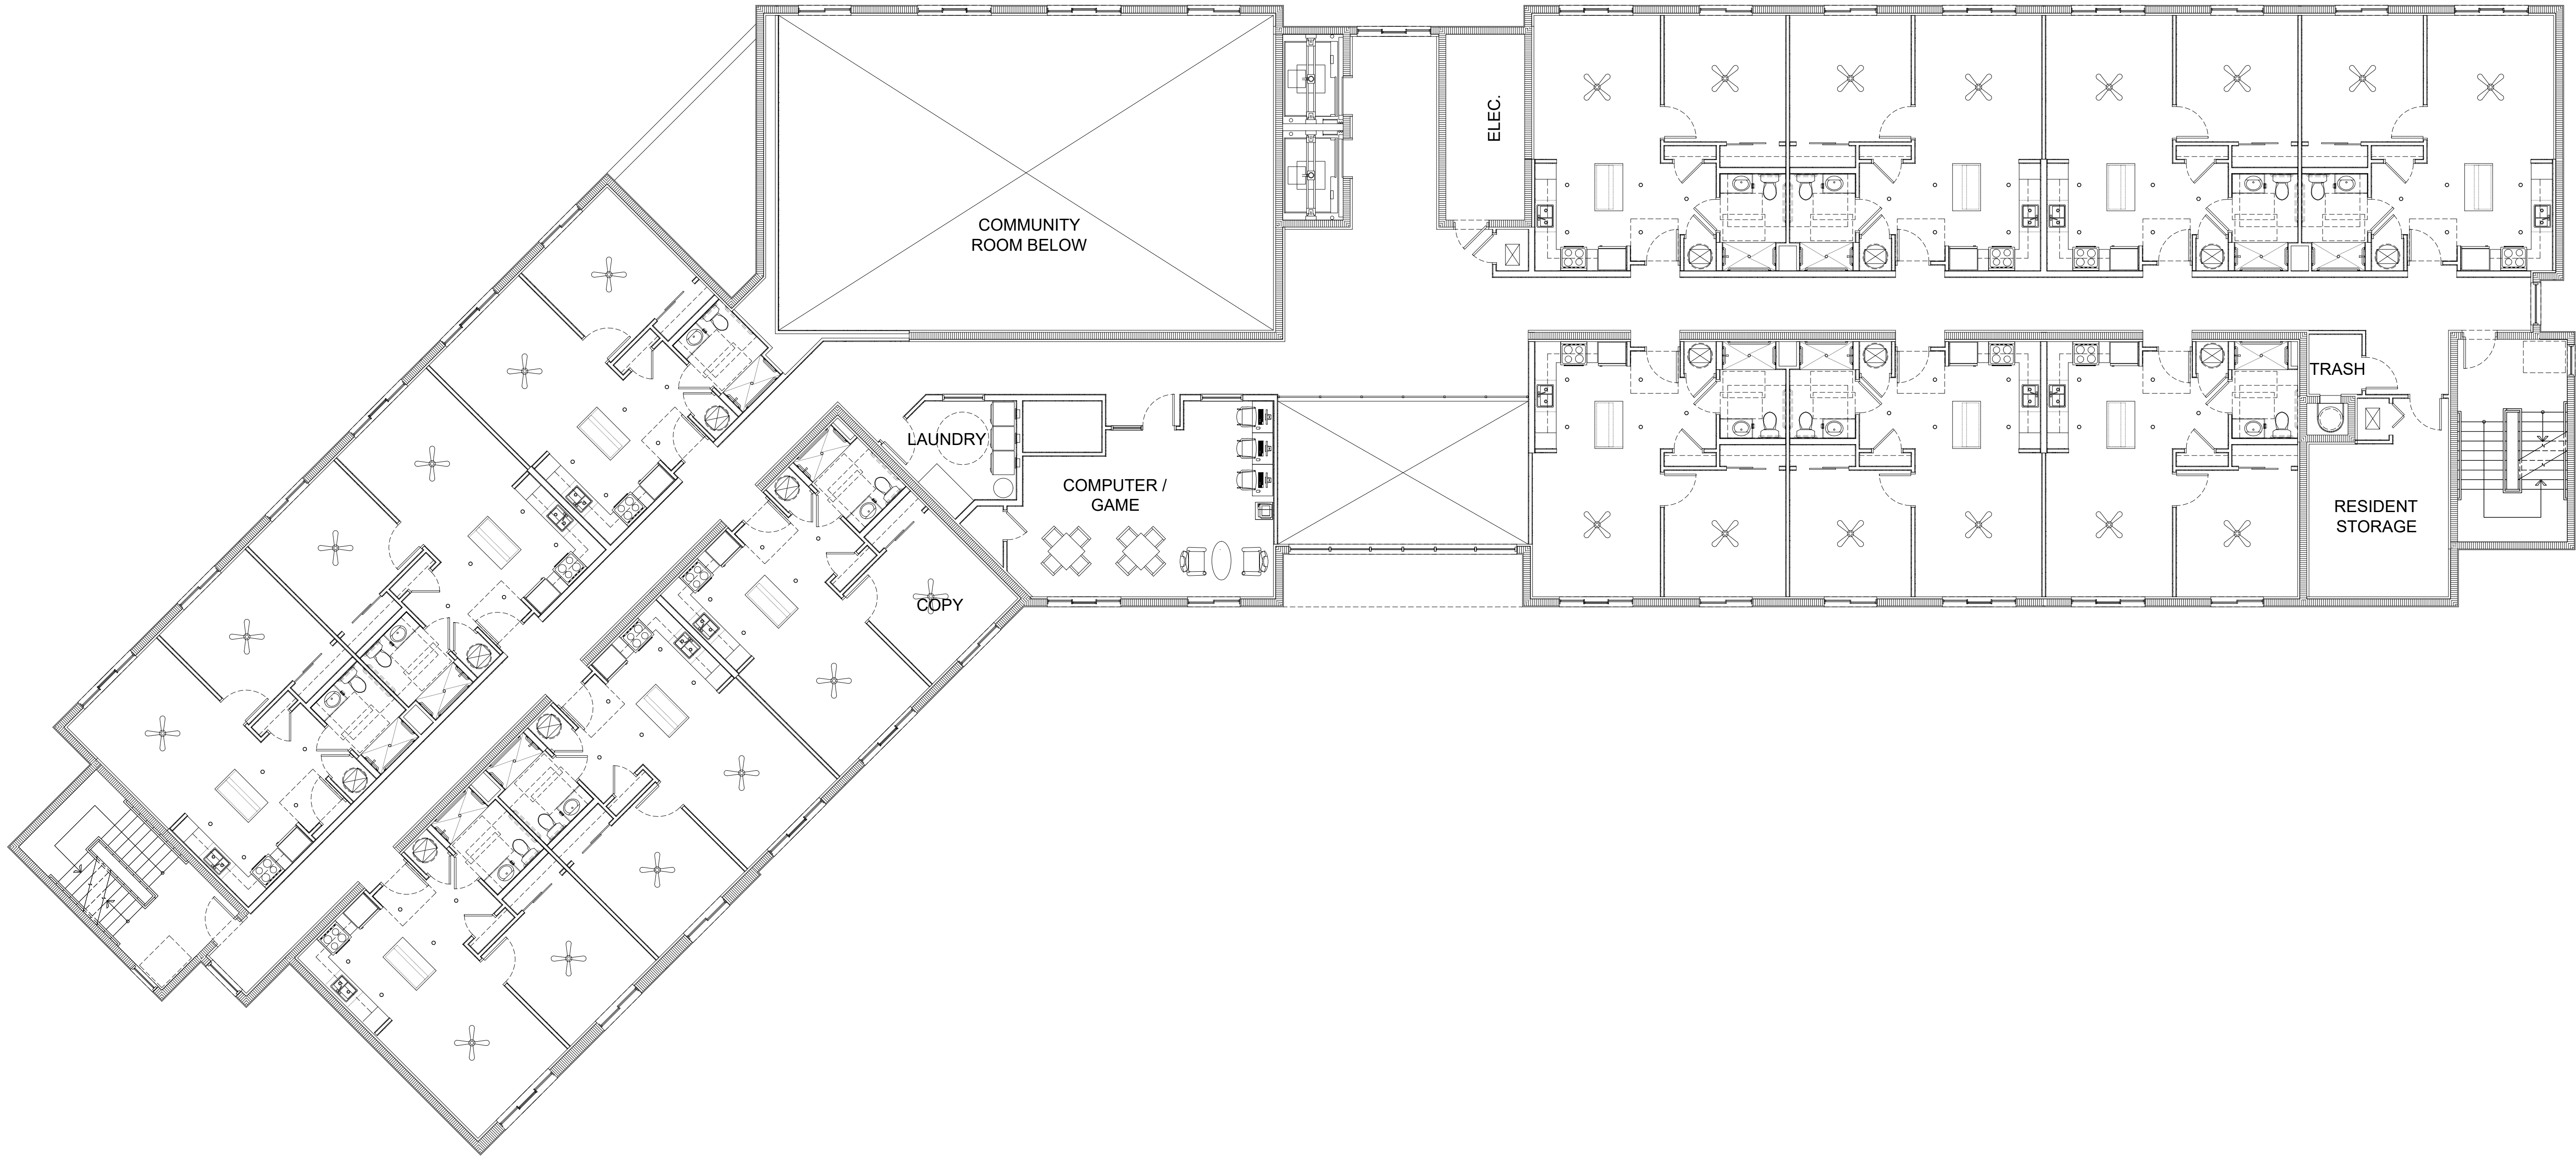 ELEC.
COMMUNITY
ROOM BELOW
TRASH
LAUNDRY
COMPUTER /
GAME
RESIDENT
STORAGE
COPY